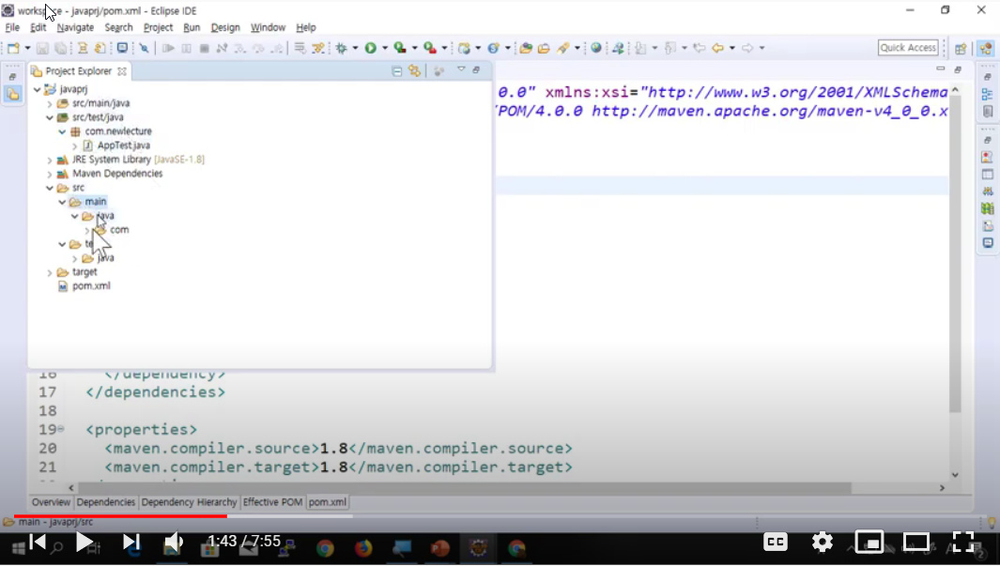 workspace - javaprj/pom.xml - Eclipse IDE
File Edit Navigate Search Project Run Design Window Help
Quick Access
Project Explorer
javaprj
src/main/java
src/test/java
com.newlecture
AppTest.java
JRE System Library [JavaSE-1.8]
Maven Dependencies
src
main
java
com
java
target
pom.xml
0.0" xmlns:xsi="http://www.w3.org/2001/XMLSchema
/POM/4.0.0 http://maven.apache.org/maven-v4_0_0.x
16 </dependency>
17 </dependencies>
18
19 <properties>
20 <maven.compiler.source>1.8</maven.compiler.source>
21 <maven.compiler.target>1.8</maven.compiler.target>
Overview Dependencies Dependency Hierarchy Effective POM pom.xml
main - javaprj/src
1:43 / 7:55
CC